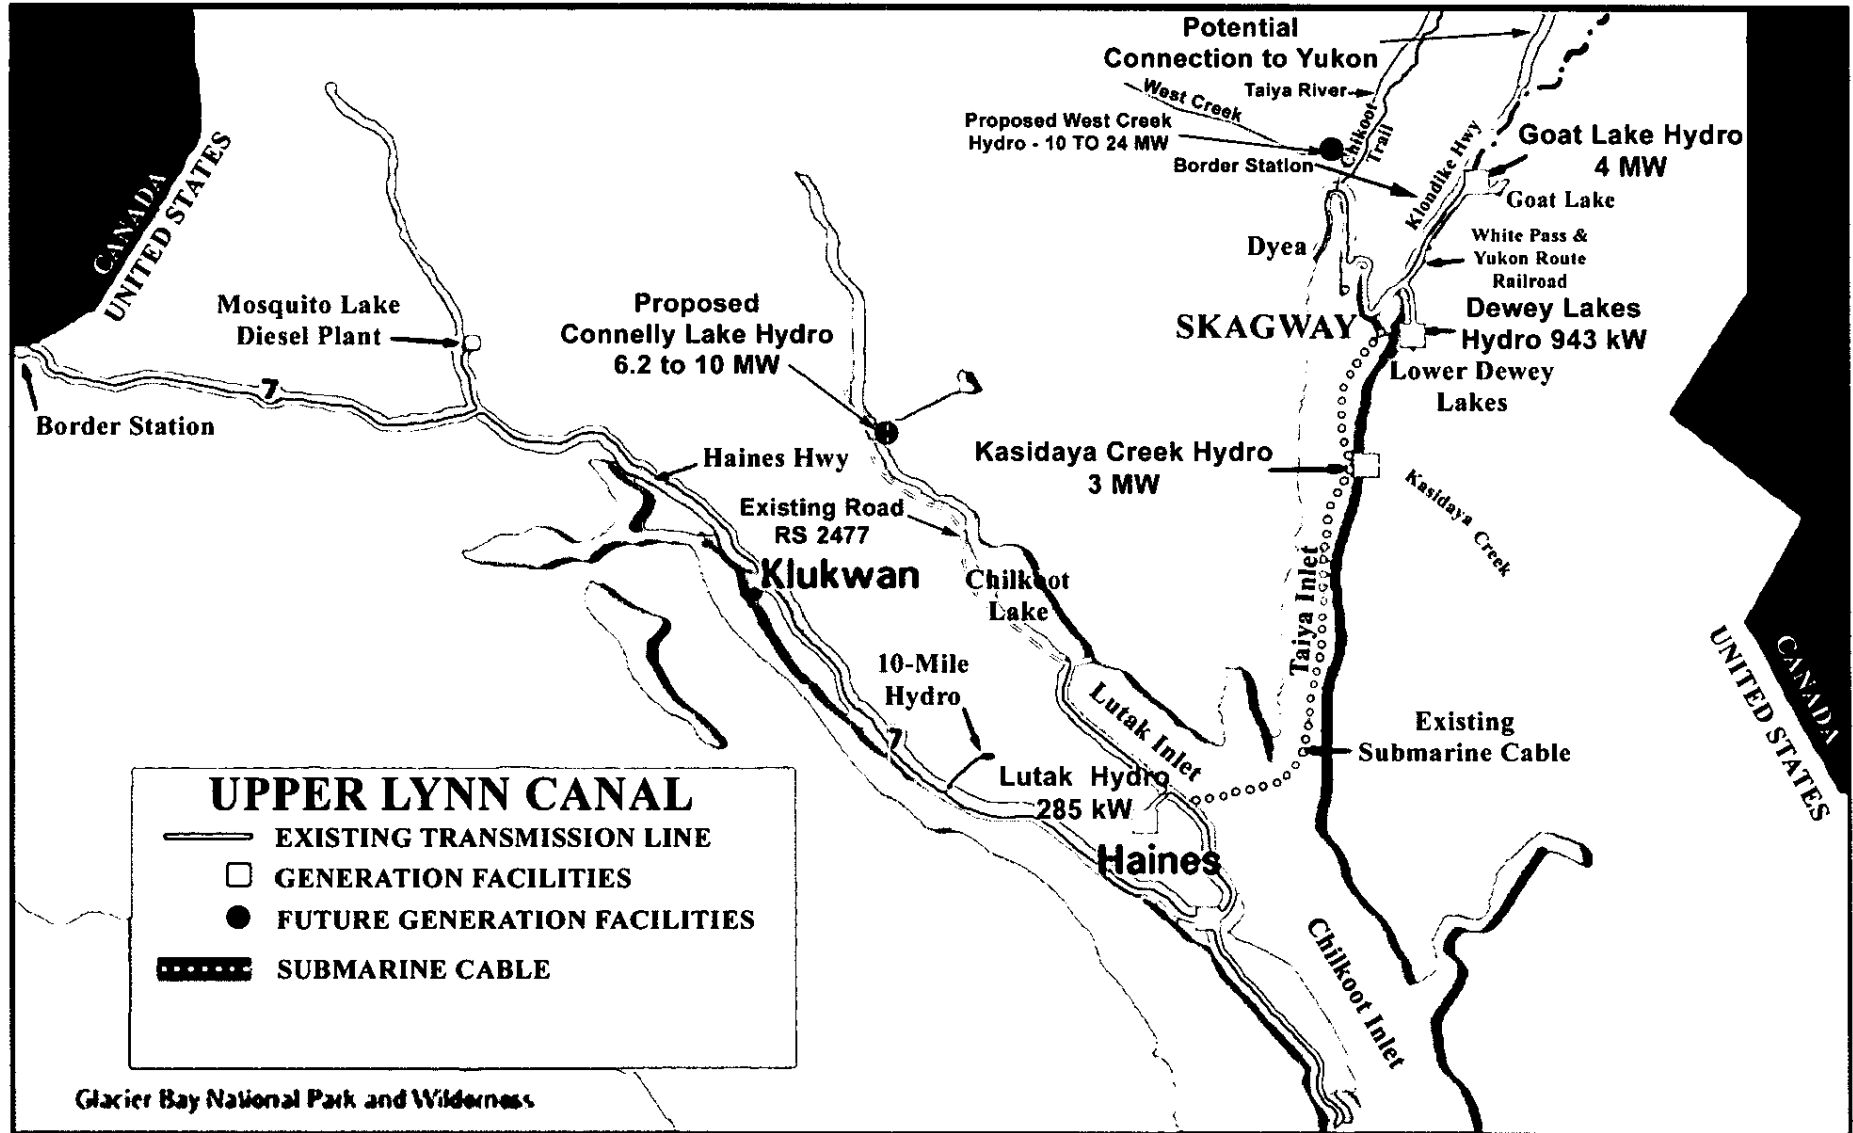 Potential
Connection to Yukon
Taiya River
West Creek
Chikoot
Trail
Proposed West Creek
Hydro - 10 TO 24 MW
Border Station
Klondike Hwy
Goat Lake Hydro
4 MW
Goat Lake
CANADA
UNITED STATES
Dyea
White Pass &
Yukon Route
Railroad
Mosquito Lake
Diesel Plant
Proposed
Connelly Lake Hydro
6.2 to 10 MW
SKAGWAY
Dewey Lakes
Hydro 943 kW
Lower Dewey
Lakes
7
Border Station
Haines Hwy
Kasidaya Creek Hydro
3 MW
Kasidaya Creek
Existing Road
RS 2477
Klukwan
Chilkoot
Lake
Taiya Inlet
10-Mile
Hydro
Lutak Inlet
Existing
Submarine Cable
CANADA
UNITED STATES
7
Lutak Hydro
285 kW
Haines
Chilkoot Inlet
UPPER LYNN CANAL
EXISTING TRANSMISSION LINE
GENERATION FACILITIES
FUTURE GENERATION FACILITIES
SUBMARINE CABLE
Glacier Bay National Park and Wilderness